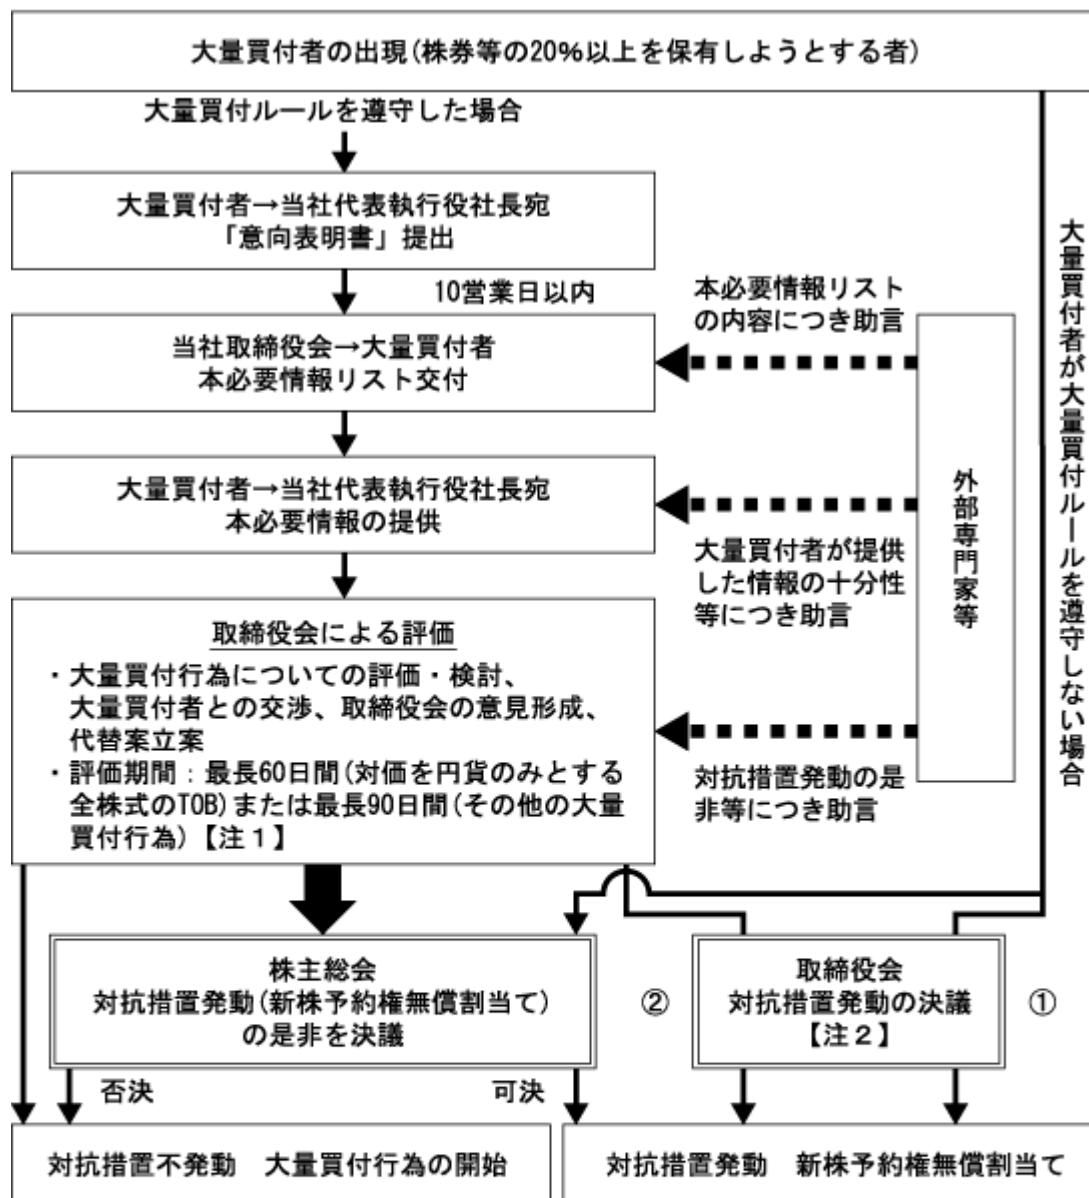 大量買付者の出現(株券等の20%以上を保有しようとする者)
大量買付ルールを遵守した場合
大量買付者→当社代表執行役社長宛
「意向表明書」提出
10営業日以内
当社取締役会→大量買付者
本必要情報リスト交付
本必要情報リスト
の内容につき助言
大量買付者→当社代表執行役社長宛
本必要情報の提供
大量買付者が提供
した情報の十分性
等につき助言
外部専門家等
大量買付者が大量買付ルールを遵守しない場合
取締役会による評価
・大量買付行為についての評価・検討、
大量買付者との交渉、取締役会の意見形成、
代替案立案
・評価期間：最長60日間(対価を円貨のみとする
全株式のTOB)または最長90日間(その他の大量
買付行為)【注１】
対抗措置発動の是
非等につき助言
株主総会
対抗措置発動(新株予約権無償割当て)
の是非を決議
②
取締役会
対抗措置発動の決議
【注２】
①
否決
可決
対抗措置不発動　大量買付行為の開始
対抗措置発動　新株予約権無償割当て